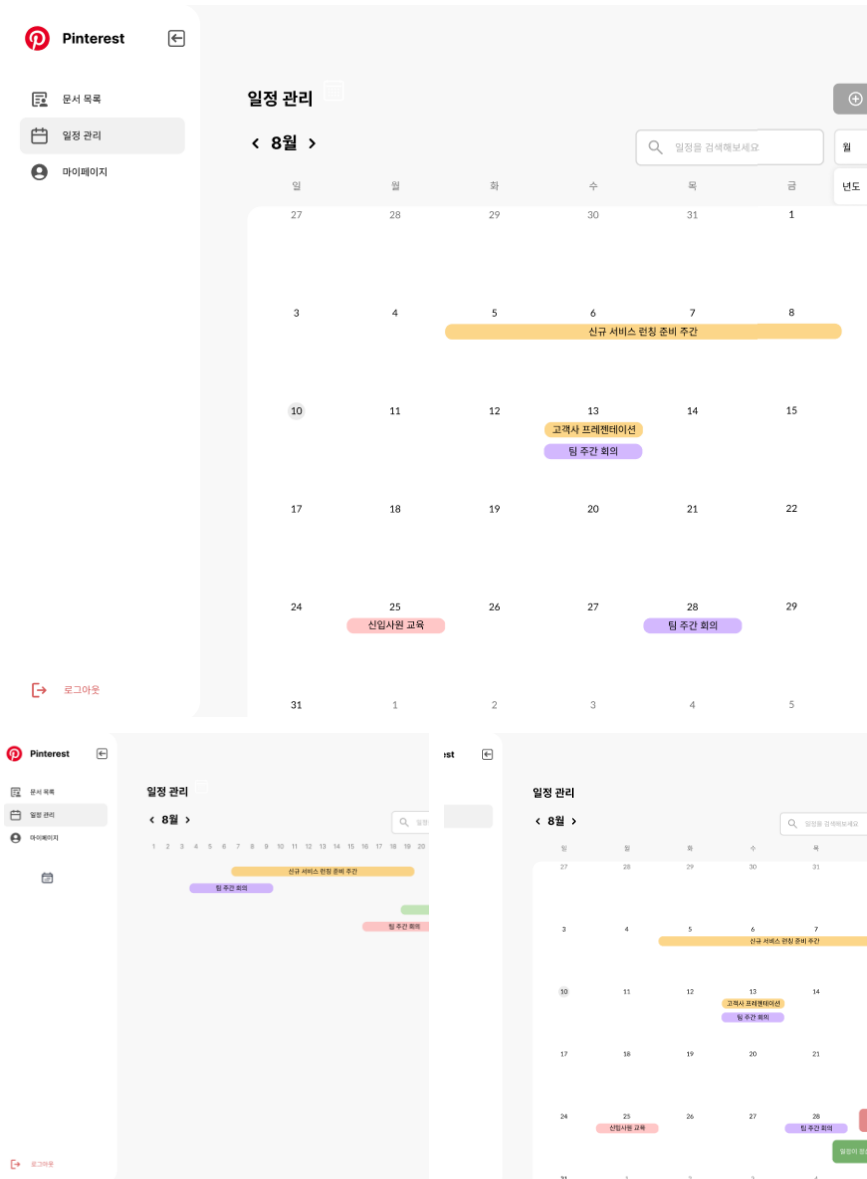 Pinterest
문서 목록
일정 관리
마이페이지
로그아웃
일정 관리
8월
일정을 검색해보세요
월
년도
일 월 화 수 목 금
27 28 29 30 31 1
3 4 5 6 7 8
신규 서비스 런칭 준비 주간
10 11 12 13 14 15
고객사 프레젠테이션
팀 주간 회의
17 18 19 20 21 22
24 25 26 27 28 29
신입사원 교육 팀 주간 회의
31 1 2 3 4 5
Pinterest
문서 목록
일정 관리
마이페이지
로그아웃
일정 관리
8월
1 2 3 4 5 6 7 8 9 10 11 12 13 14 15 16 17 18 19 20
신규 서비스 런칭 준비 주간
팀 주간 회의
팀 주간 회의
일정 관리
8월
일정을 검색해보세요
일 월 화 수 목
27 28 29 30 31
3 4 5 6 7
신규 서비스 런칭 준비 주간
10 11 12 13 14
고객사 프레젠테이션
팀 주간 회의
17 18 19 20 21
24 25 26 27 28
신입사원 교육 팀 주간 회의
일정이